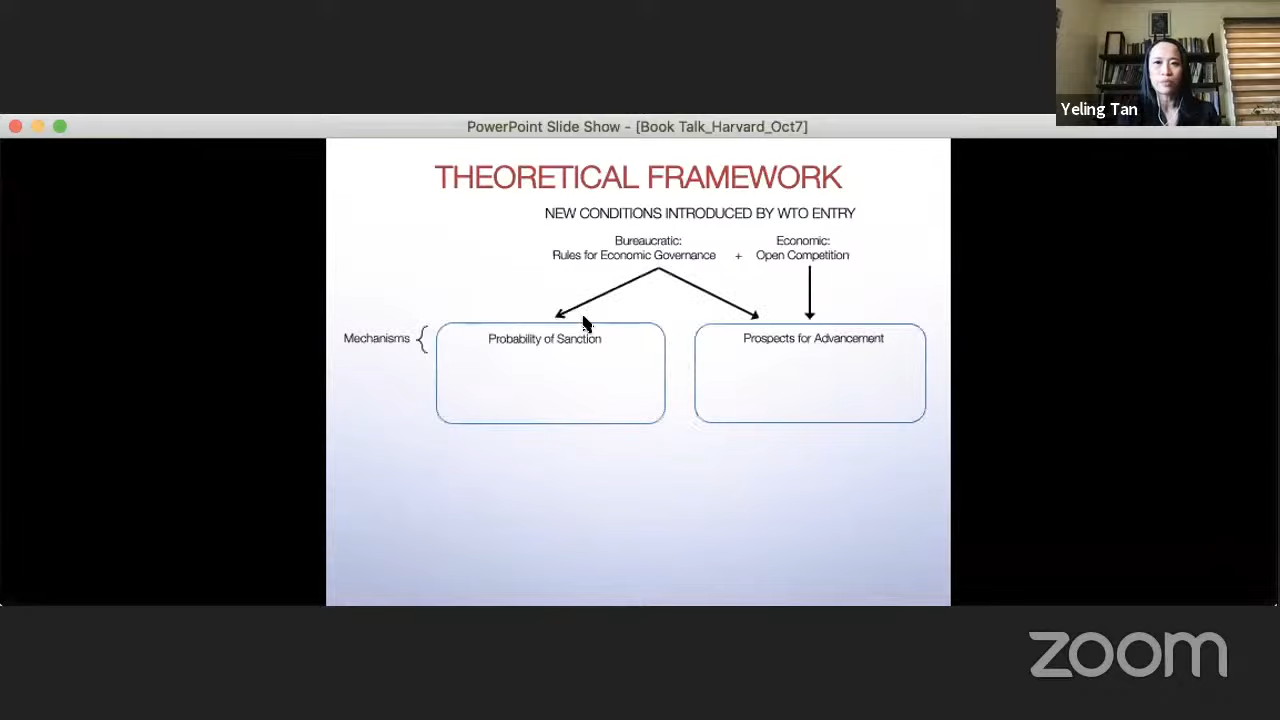 Yeling Tan
PowerPoint Slide Show - [Book Talk_Harvard_Oct7]
THEORETICAL FRAMEWORK
NEW CONDITIONS INTRODUCED BY WTO ENTRY
Bureaucratic:
Rules for Economic Governance
+
Economic:
Open Competition
Mechanisms
Probability of Sanction
Prospects for Advancement
zoom